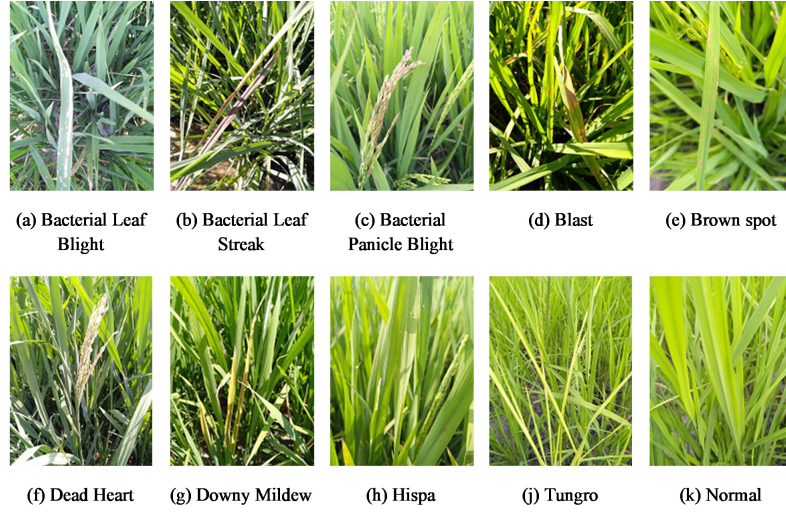 (a) Bacterial Leaf
Blight
(b) Bacterial Leaf
Streak
(c) Bacterial
Panicle Blight
(d) Blast
(e) Brown spot
(f) Dead Heart
(g) Downy Mildew
(h) Hispa
(j) Tungro
(k) Normal